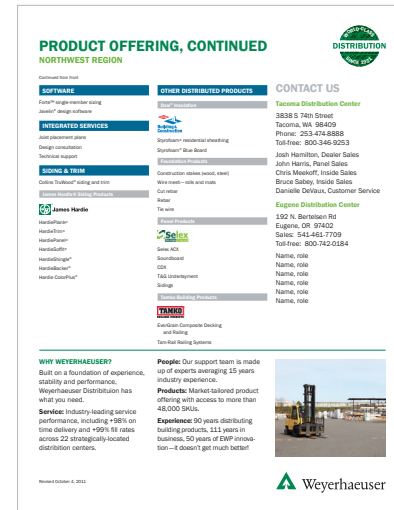 PRODUCT OFFERING, CONTINUED
NORTHWEST REGION
WORLD-CLASS
DISTRIBUTION
SINCE 1921
Continued from front
SOFTWARE
Forte™ single-member sizing
Javelin® design software
INTEGRATED SERVICES
Joint placement plans
Design consultation
Technical support
SIDING & TRIM
Collins TruWood® siding and trim
James Hardie® Siding Products
James Hardie
HardiePlank®
HardieTrim®
HardiePanel®
HardieSoffit®
HardieShingle®
HardieBacker®
Hardie ColorPlus®
OTHER DISTRIBUTED PRODUCTS
Dow® Insulation
Building &
Construction
Styrofoam® residential sheathing
Styrofoam™ Blue Board
Foundation Products
Construction stakes (wood, steel)
Wire mesh—rolls and mats
Cut rebar
Rebar
Tie wire
Panel Products
Selex
Selex ACX
Soundboard
CDX
T&G Underlayment
Sidings
Tamko Building Products
TAMKO
EverGrain Composite Decking
and Railing
Tam-Rail Railing Systems
CONTACT US
Tacoma Distribution Center
3838 S 74th Street
Tacoma, WA 98409
Phone: 253-474-8888
Toll-free: 800-346-9253
Josh Hamilton, Dealer Sales
John Harris, Panel Sales
Chris Meekoff, Inside Sales
Bruce Sabey, Inside Sales
Danielle DeVaux, Customer Service
Eugene Distribution Center
192 N. Bertelsen Rd
Eugene, OR 97402
Sales: 541-461-7709
Toll-free: 800-742-0184
Name, role
Name, role
Name, role
Name, role
Name, role
Name, role
WHY WEYERHAEUSER?
Built on a foundation of experience,
stability and performance,
Weyerhaeuser Distribution has
what you need.
Service: Industry-leading service
performance, including +98% on
time delivery and +99% fill rates
across 22 strategically-located
distribution centers.
People: Our support team is made
up of experts averaging 15 years
industry experience.
Products: Market-tailored product
offering with access to more than
48,000 SKUs.
Experience: 90 years distributing
building products, 111 years in
business, 50 years of EWP innova-
tion—it doesn't get much better!
Revised October 4, 2011
Weyerhaeuser